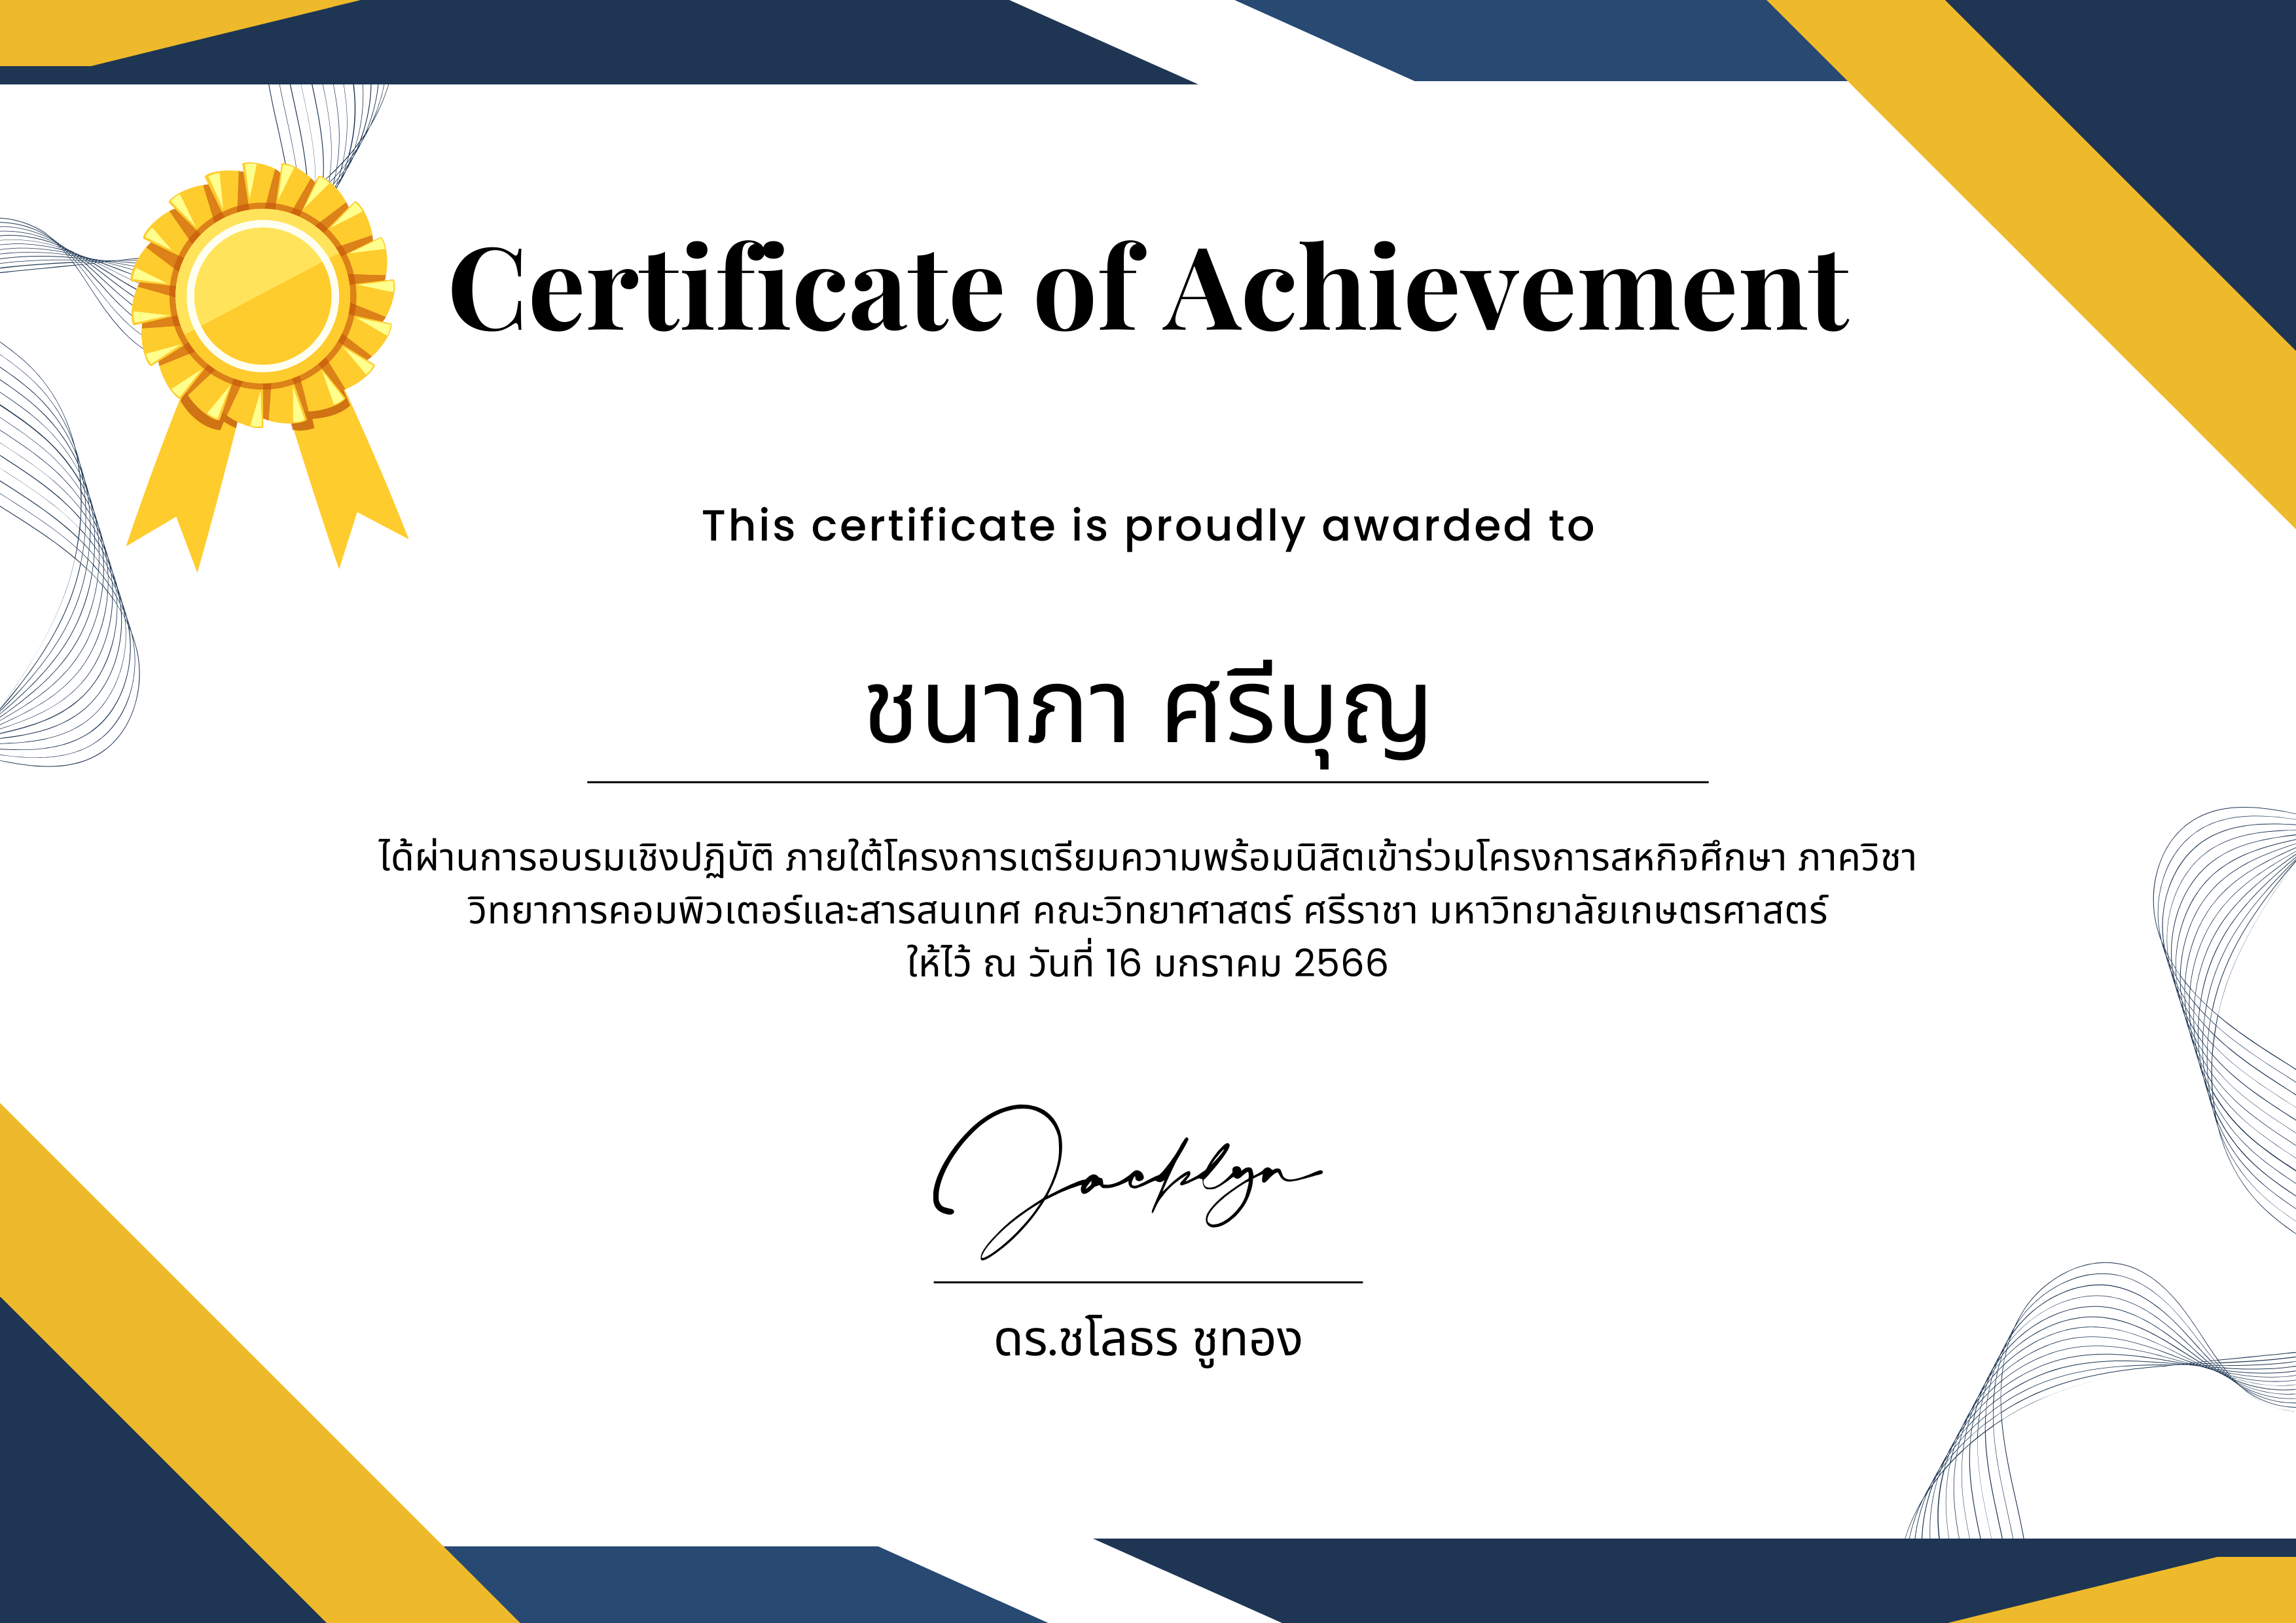 Certificate of Achievement
This certificate is proudly awarded to
ชนาภา ศรีบุญ
ได้ผ่านการอบรมเชิงปฏิบัติ ภายใต้โครงการเตรียมความพร้อมนิสิตเข้าร่วมโครงการสหกิจศึกษา ภาควิชา
วิทยาการคอมพิวเตอร์และสารสนเทศ คณะวิทยาศาสตร์ ศรีราชา มหาวิทยาลัยเกษตรศาสตร์
ให้ไว้ ณ วันที่ 16 มกราคม 2566
Jacklyn
ดร.ชโลธร ชูทอง